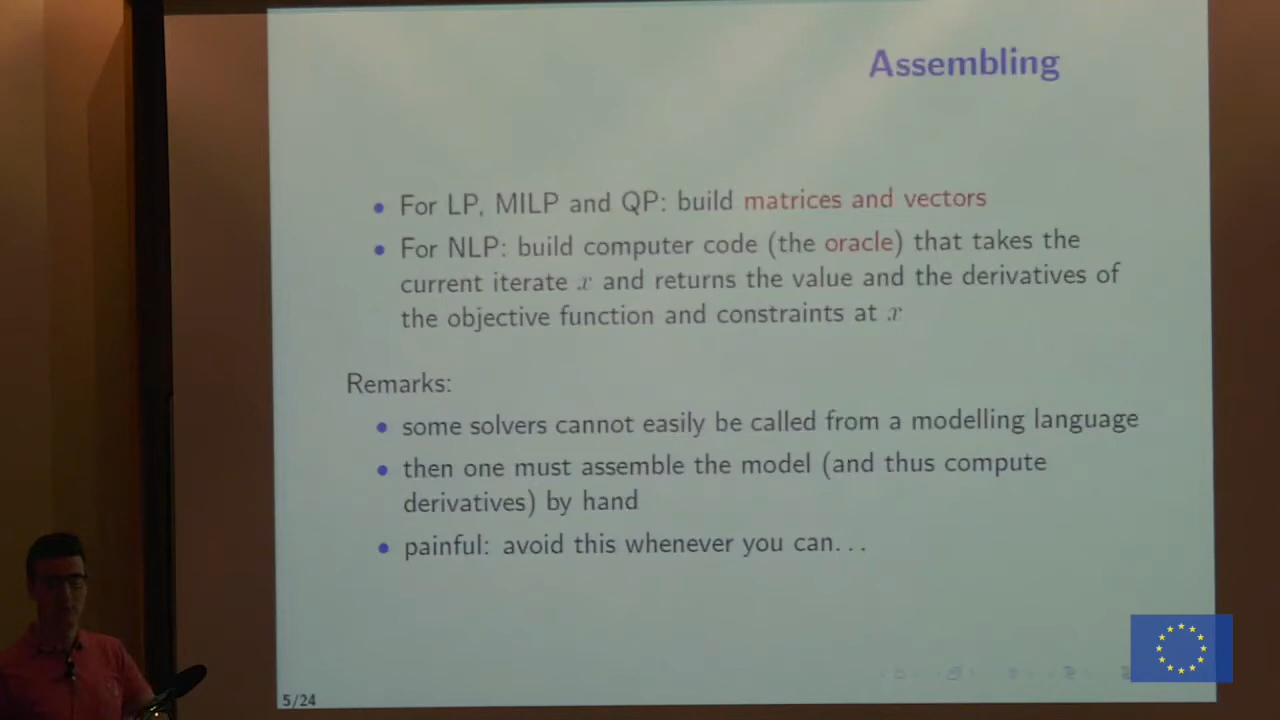 Assembling
• For LP, MILP and QP: build matrices and vectors
• For NLP: build computer code (the oracle) that takes the
current iterate x and returns the value and the derivatives of
the objective function and constraints at x
Remarks:
• some solvers cannot easily be called from a modelling language
• then one must assemble the model (and thus compute
derivatives) by hand
• painful: avoid this whenever you can...
5/24